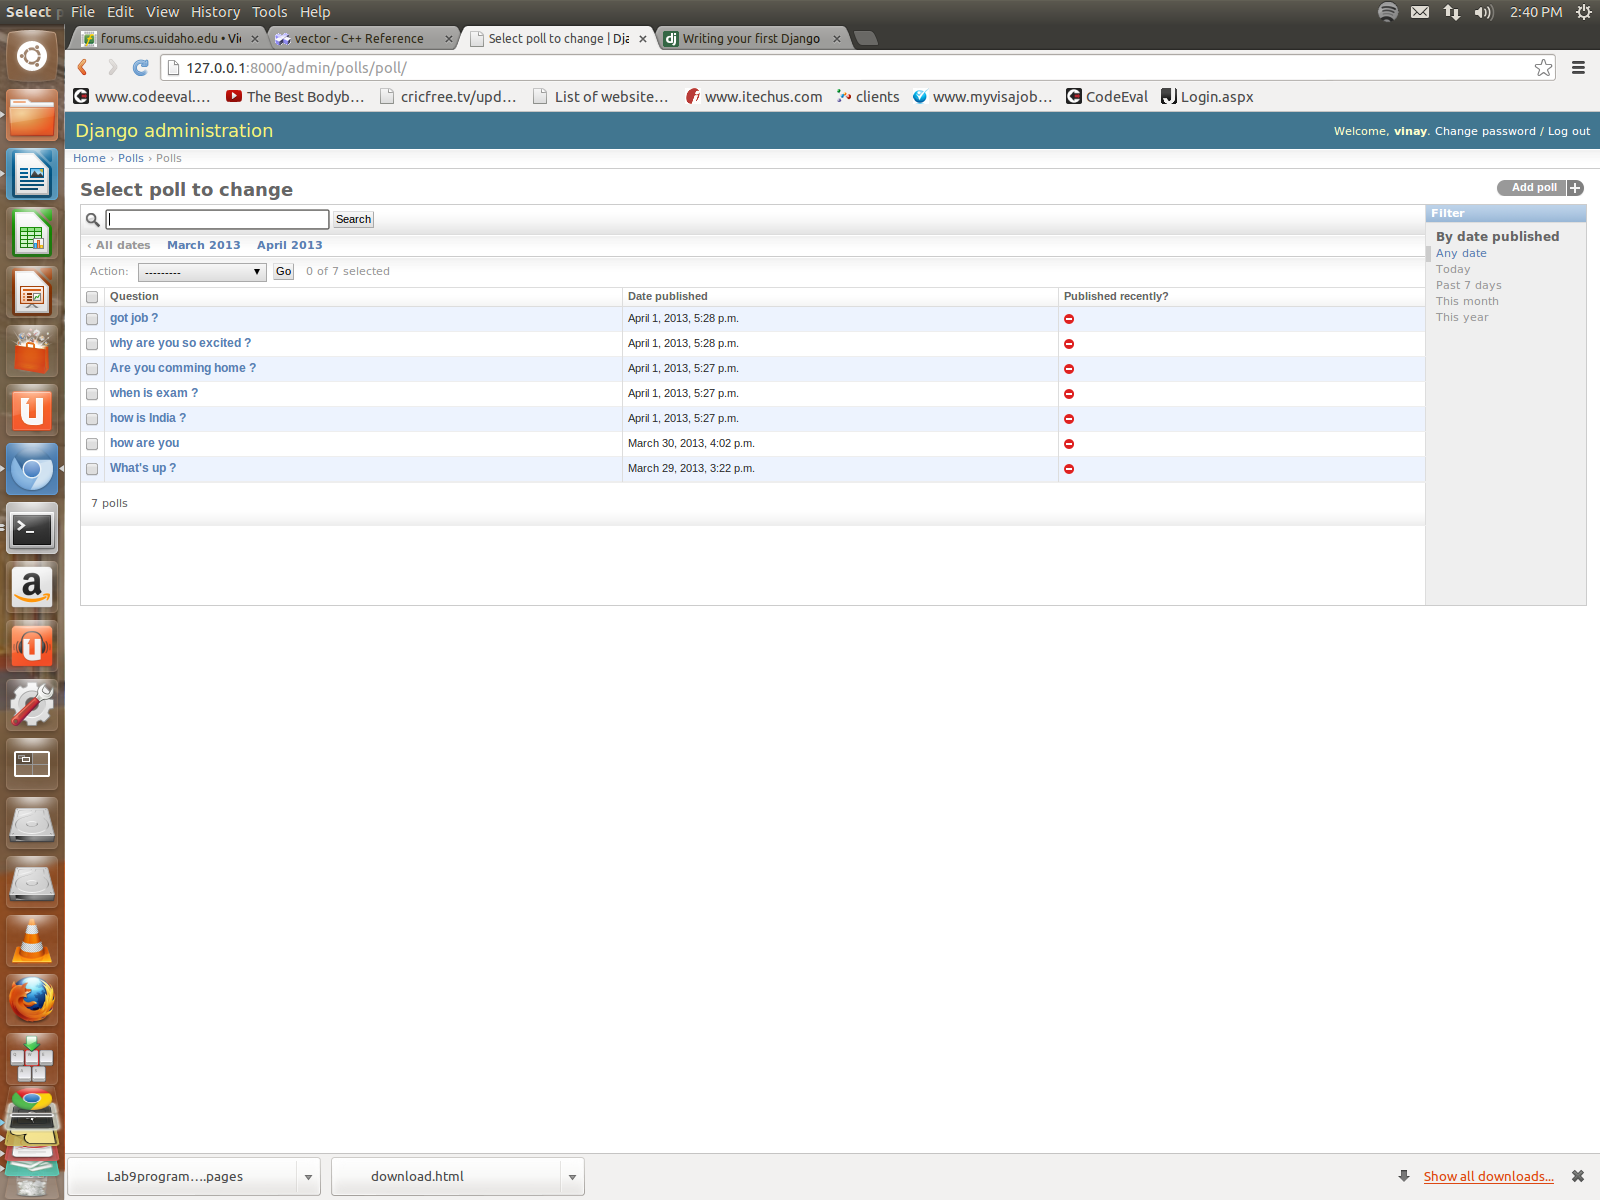 Select p File Edit View History Tools Help 2:40 PM
forums.cs.uidaho.edu • Vi vector - C++ Reference Select poll to change | Dja Writing your first Django
127.0.0.1:8000/admin/polls/poll/
www.codeeval.... The Best Bodyb... cricfree.tv/upd... List of website... www.itechus.com clients www.myvisajob... CodeEval Login.aspx
Django administration
Welcome, vinay. Change password / Log out
Home › Polls › Polls
Select poll to change
Add poll +
Search
‹ All dates March 2013 April 2013
Action: --------- Go 0 of 7 selected
Question Date published Published recently?
got job ? April 1, 2013, 5:28 p.m.
why are you so excited ? April 1, 2013, 5:28 p.m.
Are you comming home ? April 1, 2013, 5:27 p.m.
when is exam ? April 1, 2013, 5:27 p.m.
how is India ? April 1, 2013, 5:27 p.m.
how are you March 30, 2013, 4:02 p.m.
What's up ? March 29, 2013, 3:22 p.m.
7 polls
Filter
By date published
Any date
Today
Past 7 days
This month
This year
Lab9program....pages download.html Show all downloads...